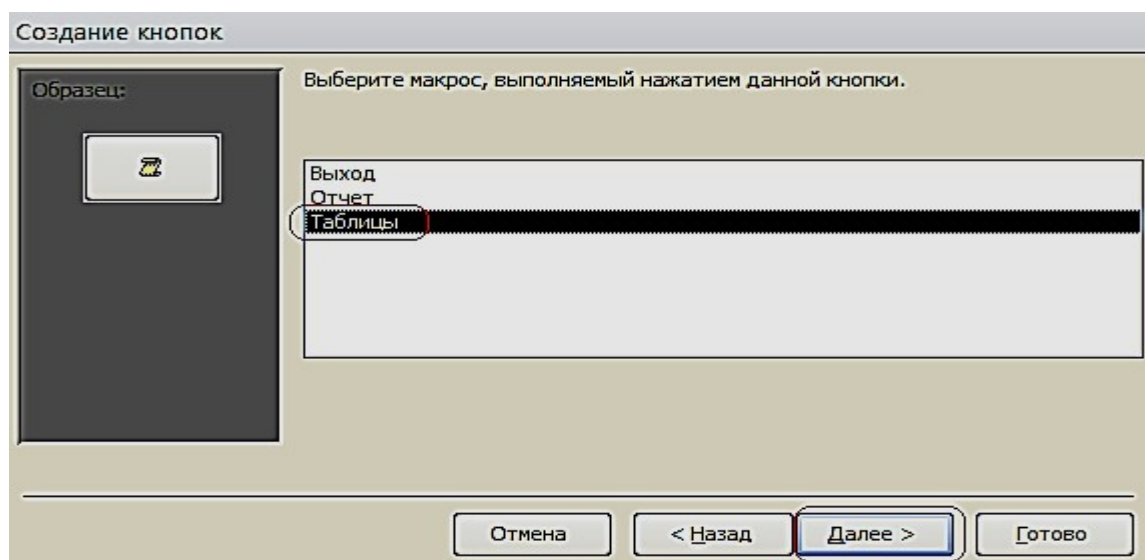 Создание кнопок
Образец:
Выберите макрос, выполняемый нажатием данной кнопки.
Выход
Отчет
Таблицы
Отмена
< Назад
Далее >
Готово